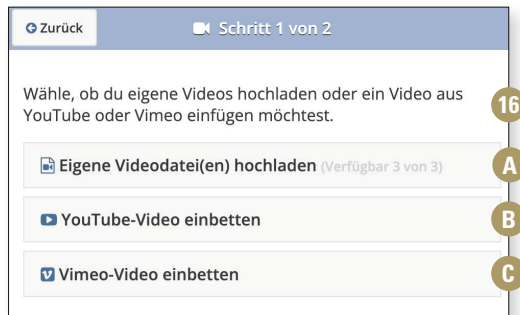 Zurück
Schritt 1 von 2
Wähle, ob du eigene Videos hochladen oder ein Video aus
YouTube oder Vimeo einfügen möchtest.
16
Eigene Videodatei(en) hochladen (Verfügbar 3 von 3)
A
YouTube-Video einbetten
B
Vimeo-Video einbetten
C